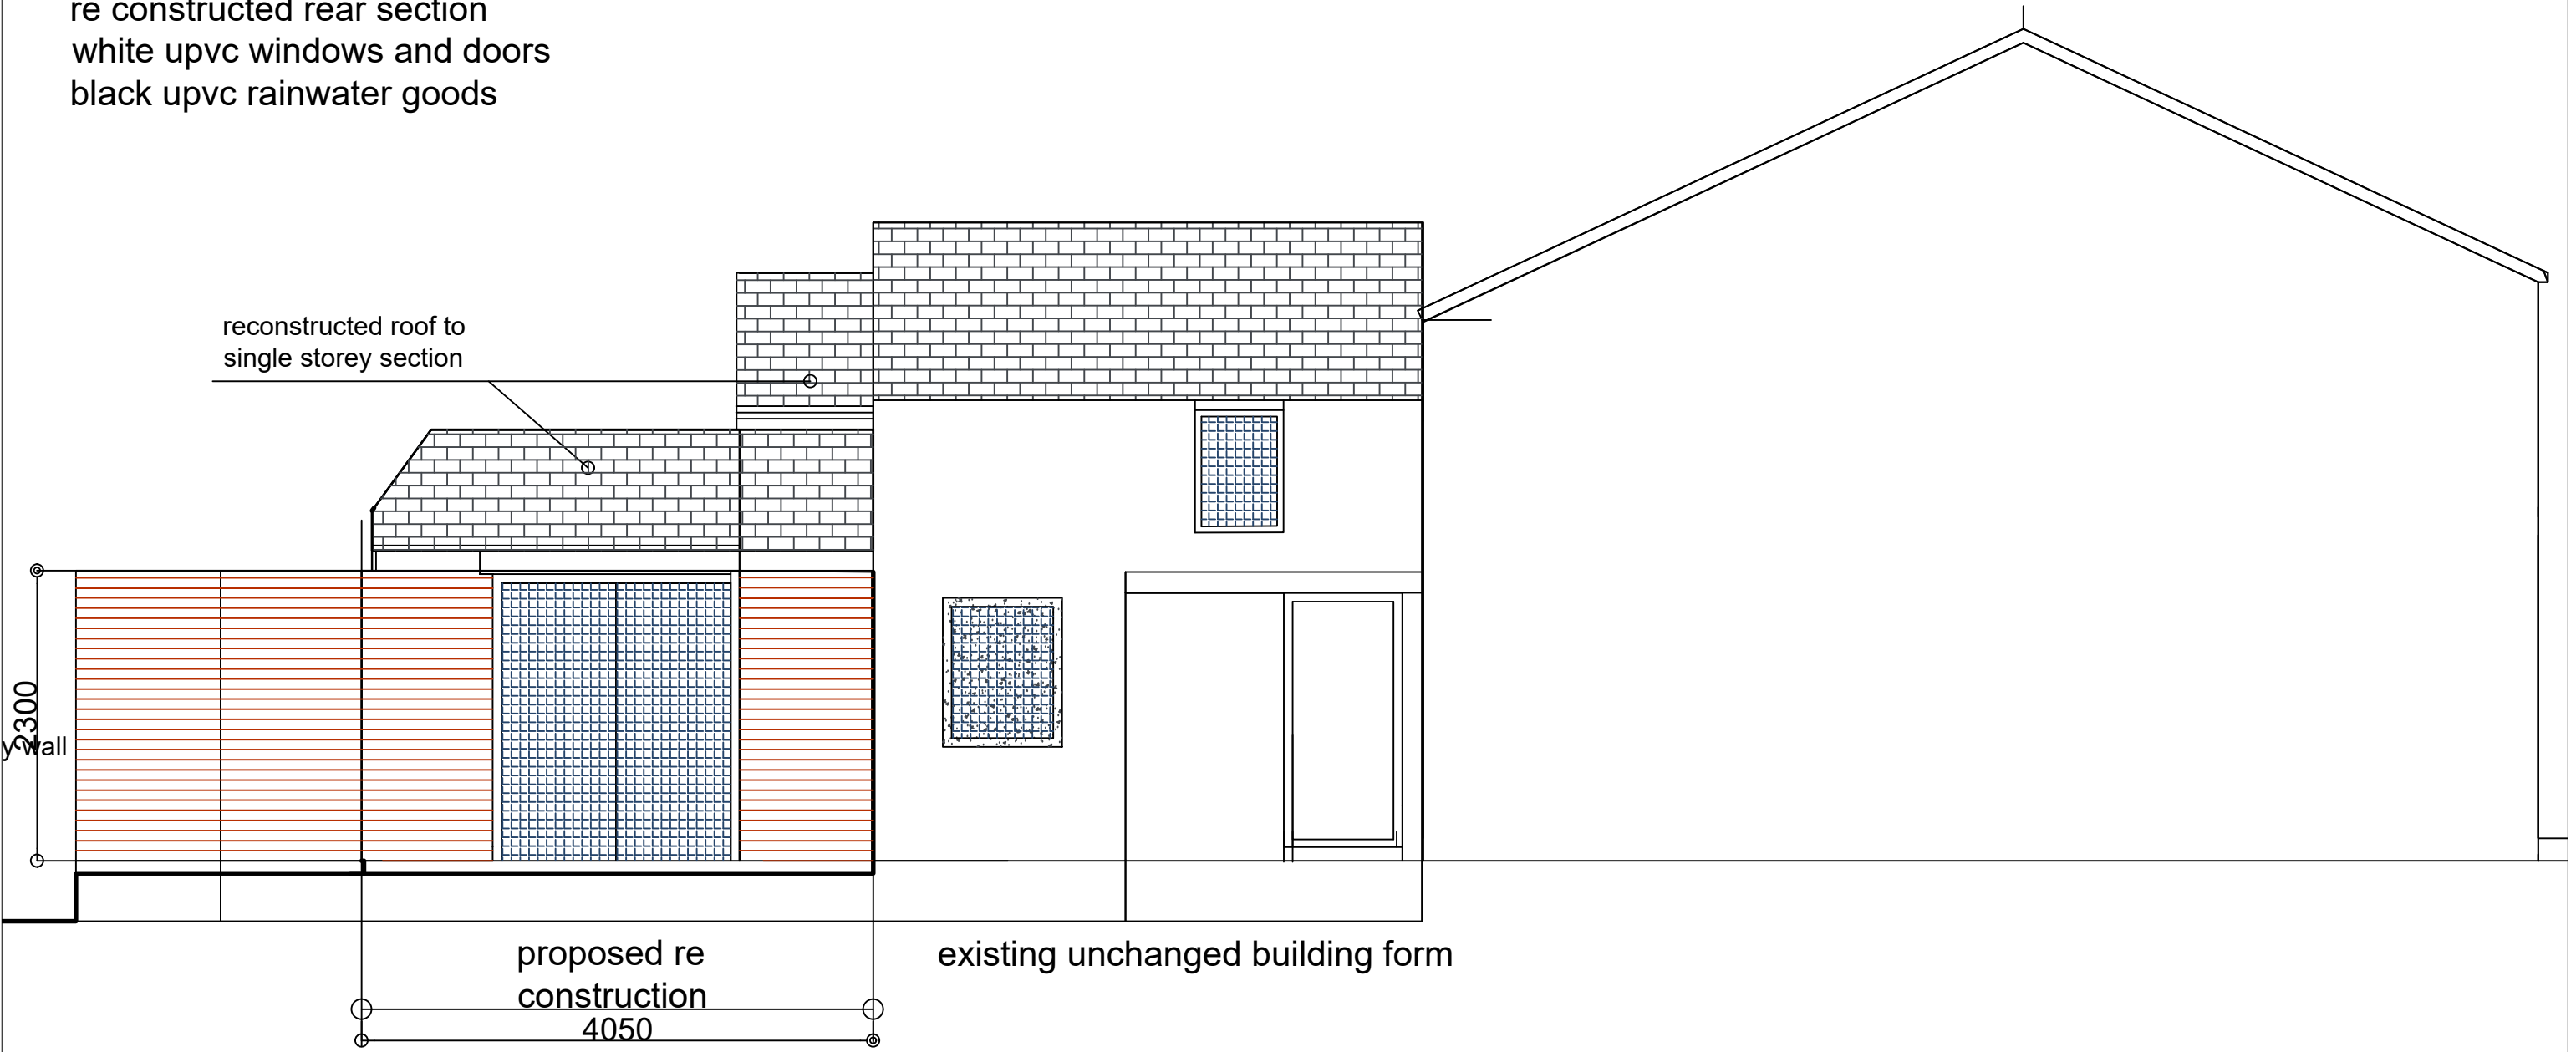 re constructed rear section
white upvc windows and doors
black upvc rainwater goods
reconstructed roof to
single storey section
2300
y wall
proposed re
construction
4050
existing unchanged building form